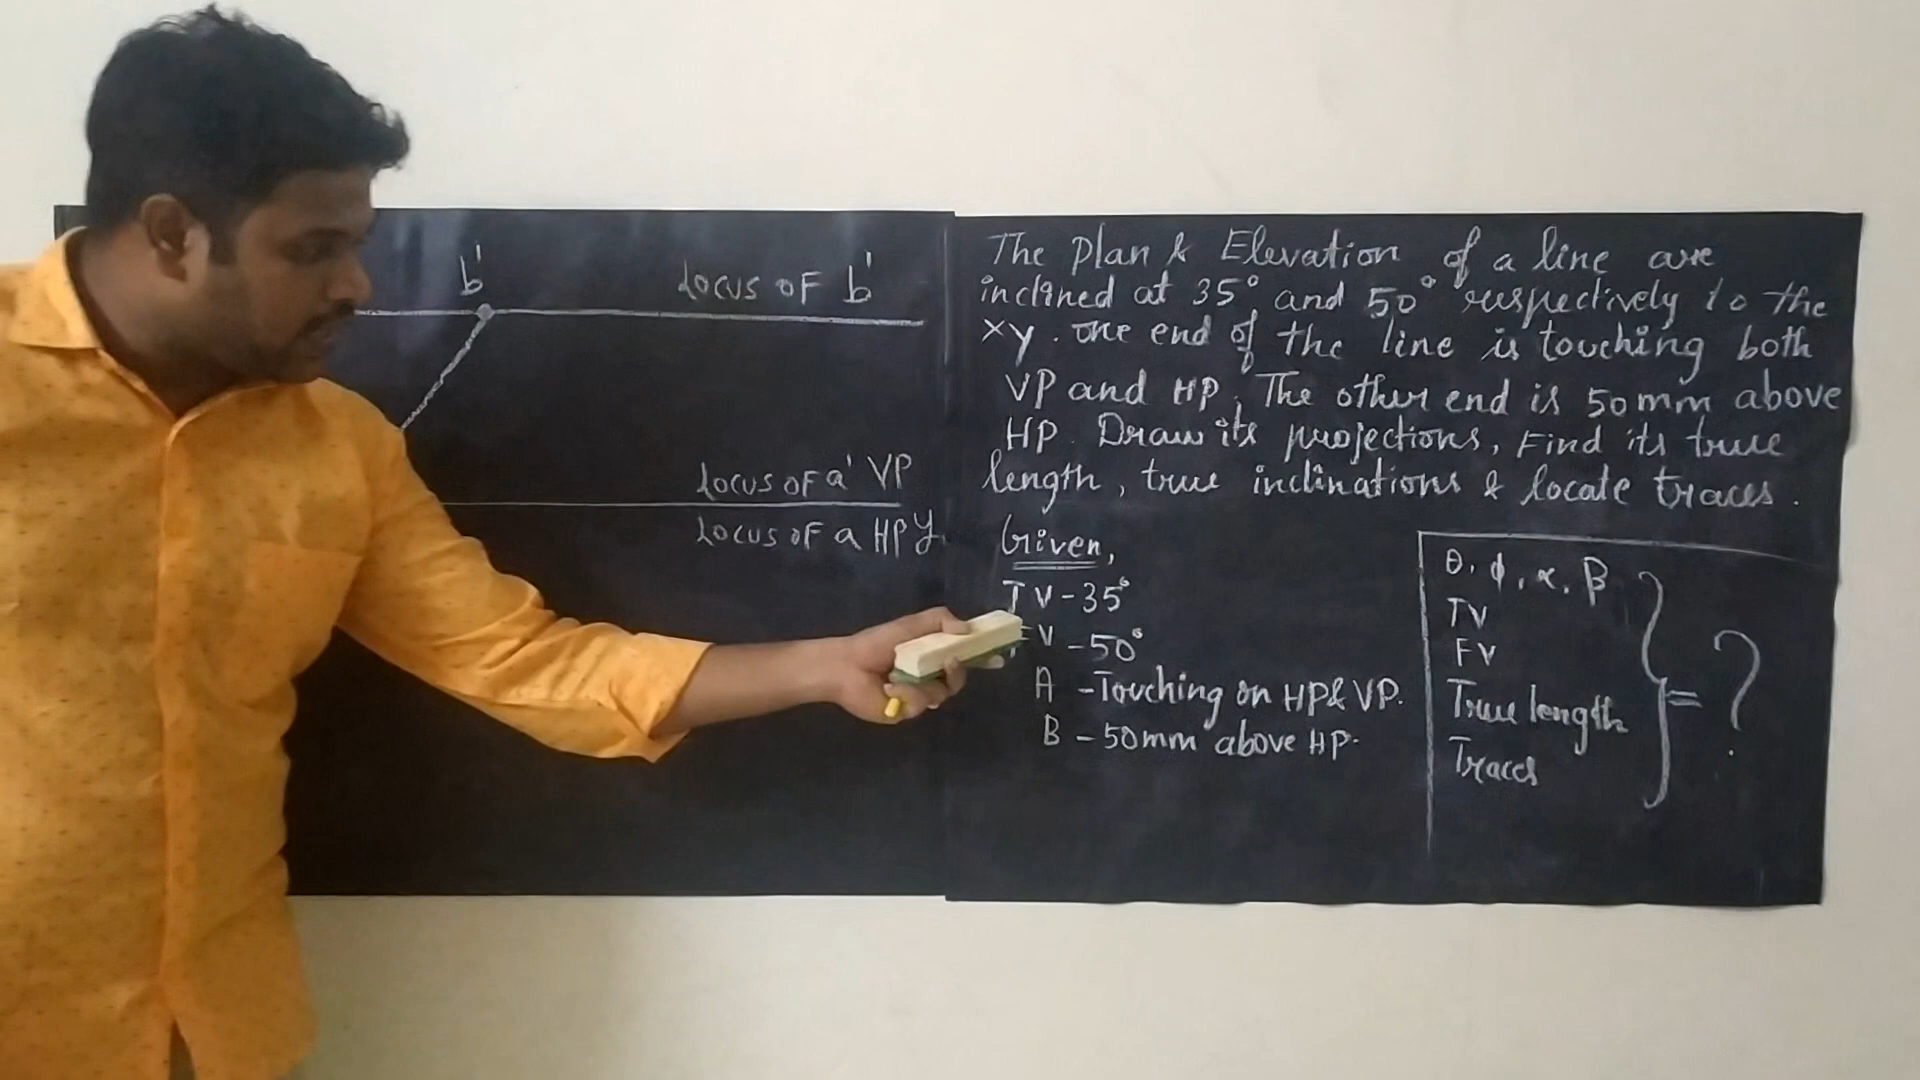 b'
Locus OF b'
Locus OF a' VP
Locus OF a HP y
The Plan & Elevation of a line are
inclined at 35° and 50° respectively to the
xy. One end of the line is touching both
VP and HP. The other end is 50mm above
HP. Draw its projections, Find its true
length, true inclinations & locate traces.
Given,
TV - 35°
FV - 50°
A - Touching on HP & VP.
B - 50mm above HP.
θ, φ, α, β
TV
FV
True length
Traces
= ?